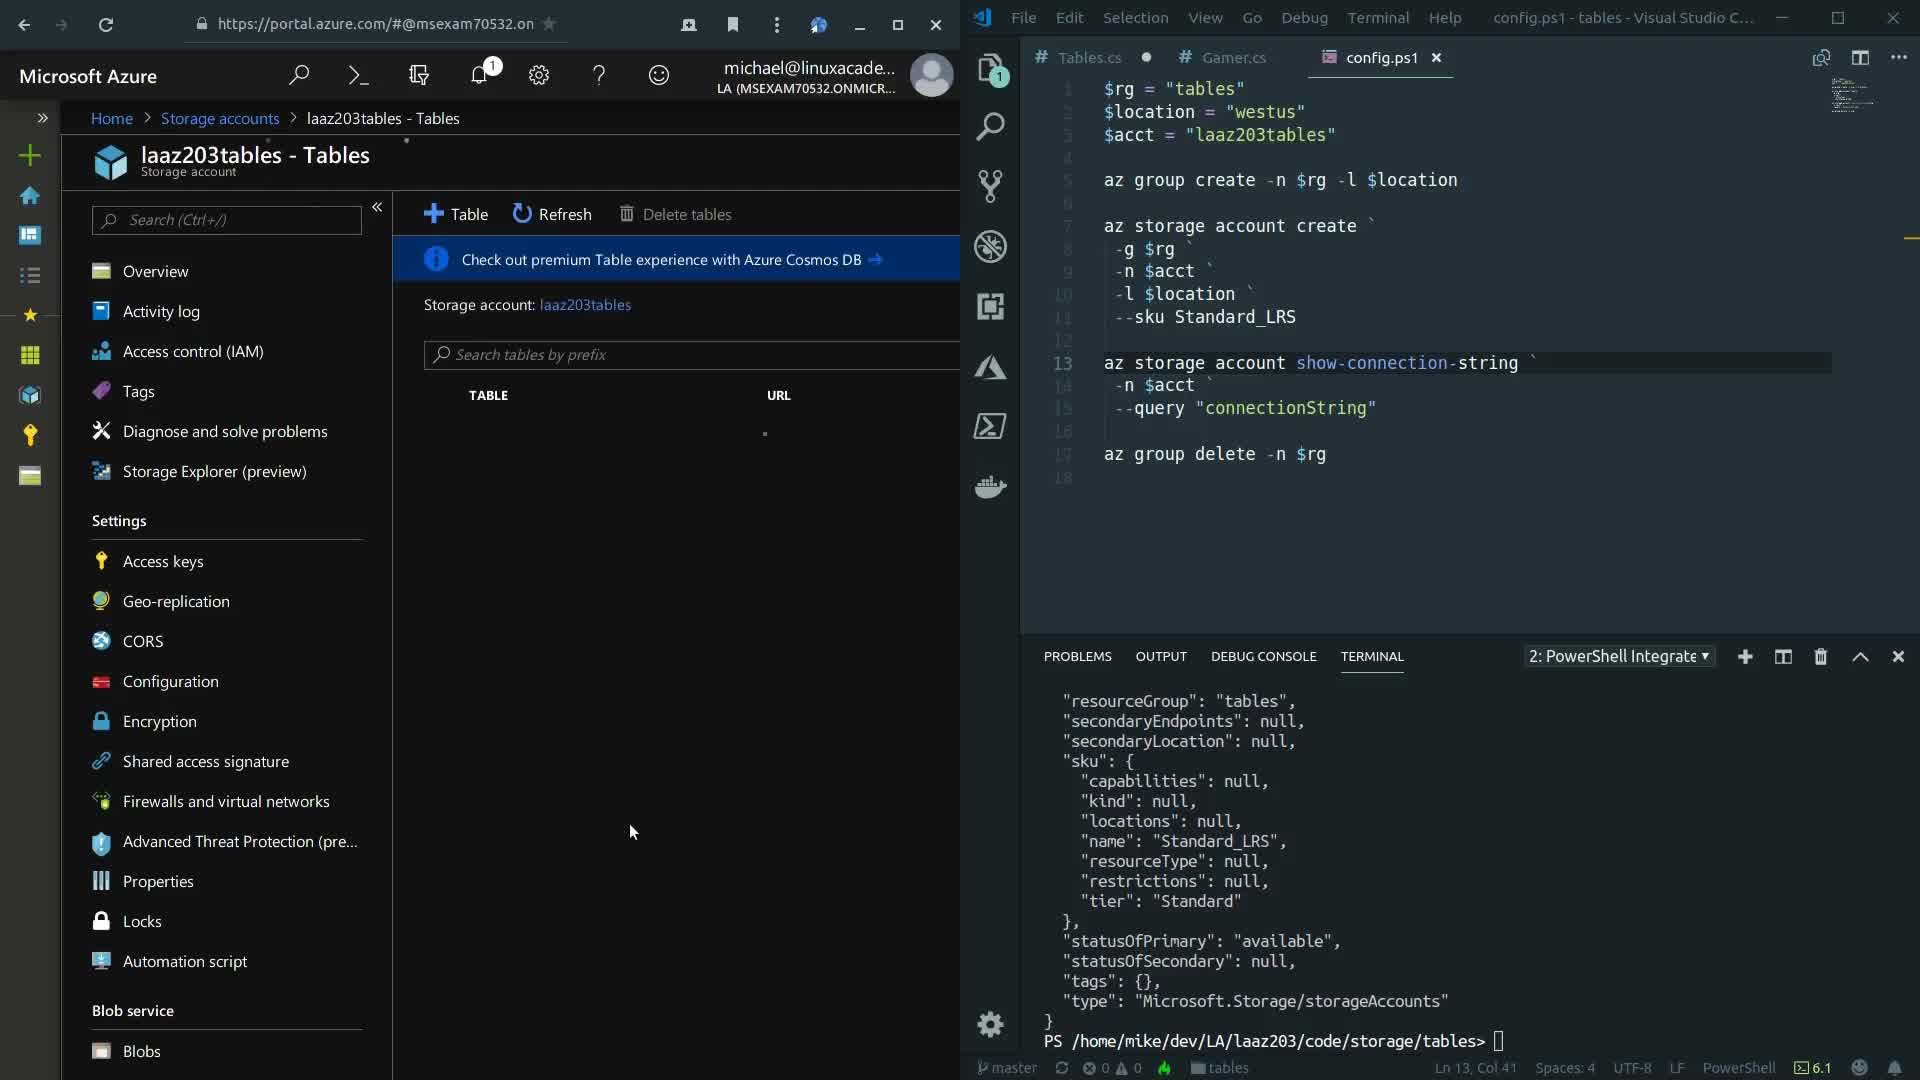 https://portal.azure.com/#@msexam70532.on
Microsoft Azure
1
michael@linuxacade...
LA (MSEXAM70532.ONMICR...
Home > Storage accounts > laaz203tables - Tables
laaz203tables - Tables
Storage account
Search (Ctrl+/)
Overview
Activity log
Access control (IAM)
Tags
Diagnose and solve problems
Storage Explorer (preview)
Settings
Access keys
Geo-replication
CORS
Configuration
Encryption
Shared access signature
Firewalls and virtual networks
Advanced Threat Protection (pre...
Properties
Locks
Automation script
Blob service
Blobs
Table Refresh Delete tables
Check out premium Table experience with Azure Cosmos DB
Storage account: laaz203tables
Search tables by prefix
TABLE URL
File Edit Selection View Go Debug Terminal Help config.ps1 - tables - Visual Studio C...
1
# Tables.cs # Gamer.cs config.ps1
1 $rg = "tables"
2 $location = "westus"
3 $acct = "laaz203tables"
4
5 az group create -n $rg -l $location
6
7 az storage account create `
8 -g $rg `
9 -n $acct `
10 -l $location `
11 --sku Standard_LRS
12
13 az storage account show-connection-string `
14 -n $acct `
15 --query "connectionString"
16
17 az group delete -n $rg
18
PROBLEMS OUTPUT DEBUG CONSOLE TERMINAL 2: PowerShell Integrate
"resourceGroup": "tables",
"secondaryEndpoints": null,
"secondaryLocation": null,
"sku": {
"capabilities": null,
"kind": null,
"locations": null,
"name": "Standard_LRS",
"resourceType": null,
"restrictions": null,
"tier": "Standard"
},
"statusOfPrimary": "available",
"statusOfSecondary": null,
"tags": {},
"type": "Microsoft.Storage/storageAccounts"
}
PS /home/mike/dev/LA/laaz203/code/storage/tables>
master 0 0 tables Ln 13, Col 41 Spaces: 4 UTF-8 LF PowerShell 6.1